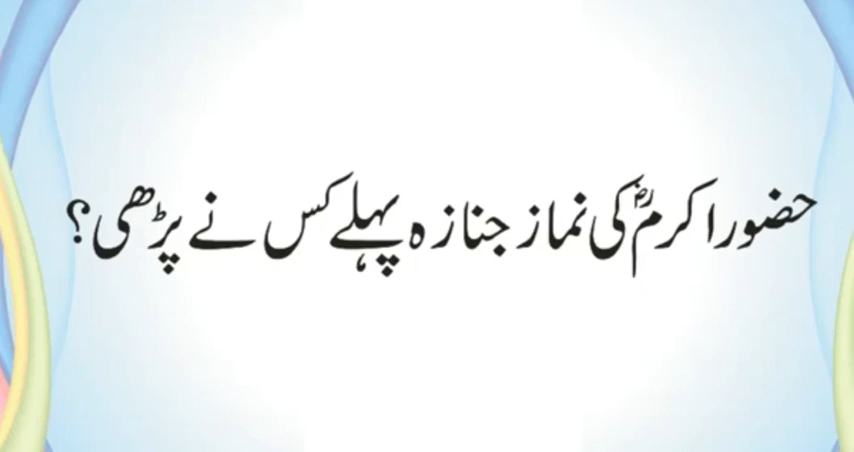 حضور اکرمؐ کی نماز جنازہ پہلے کس نے پڑھی؟